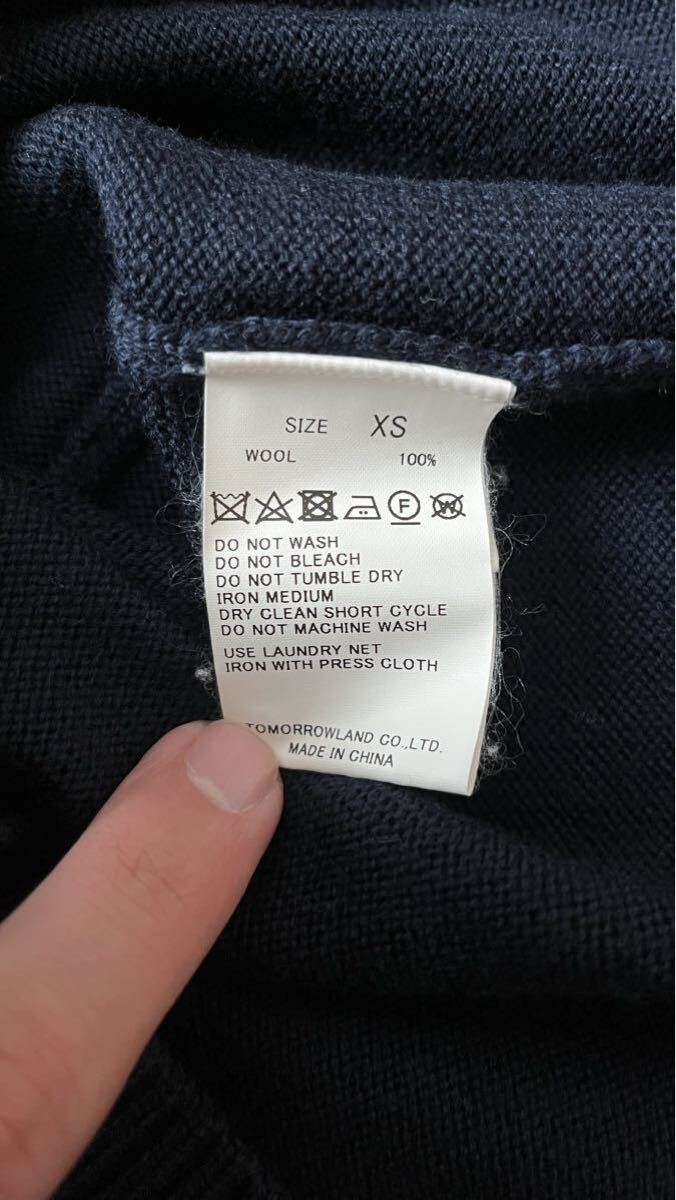 SIZE XS
WOOL 100%
F W
DO NOT WASH
DO NOT BLEACH
DO NOT TUMBLE DRY
IRON MEDIUM
DRY CLEAN SHORT CYCLE
DO NOT MACHINE WASH
USE LAUNDRY NET
IRON WITH PRESS CLOTH
TOMORROWLAND CO.,LTD.
MADE IN CHINA